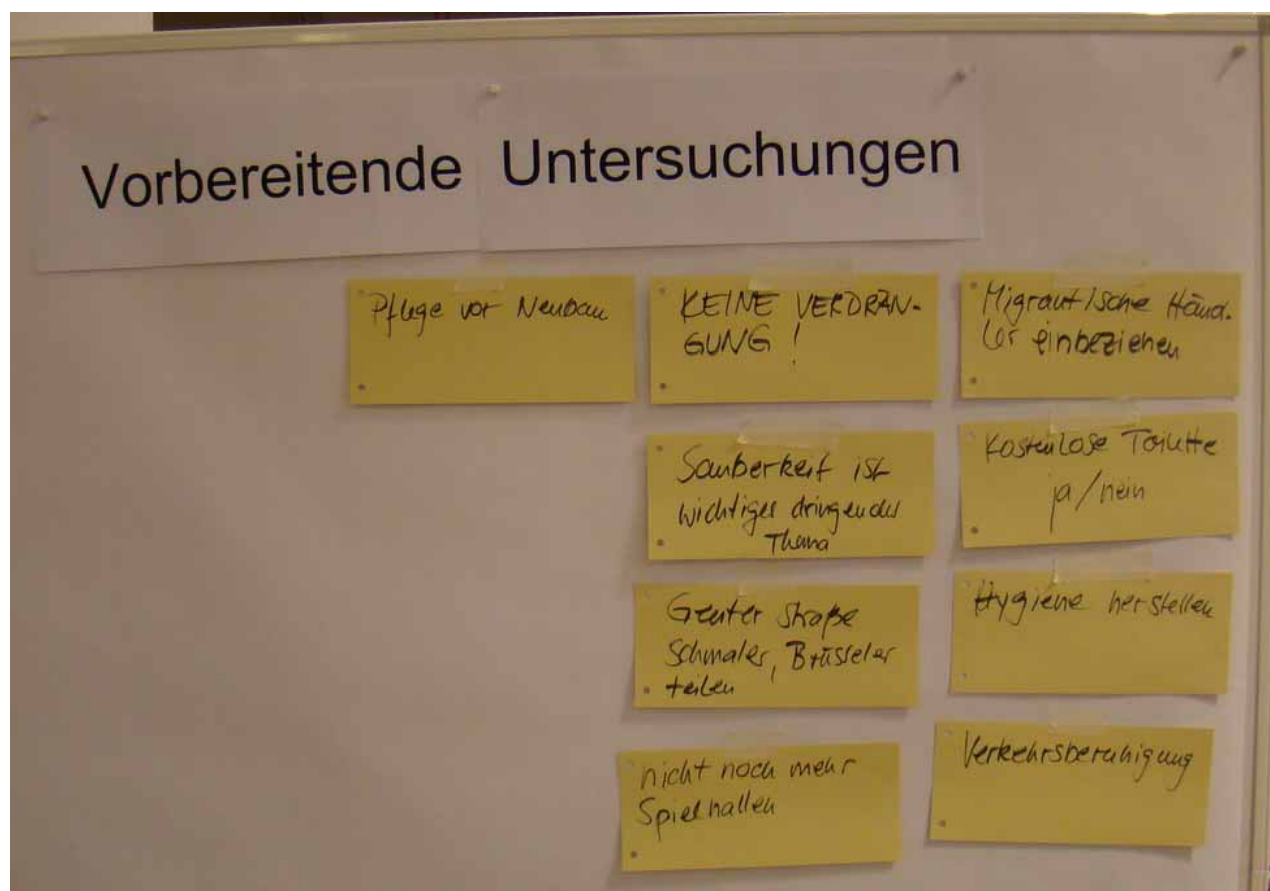 Vorbereitende Untersuchungen
Pflege vor Neubau
KEINE VERDRÄN-
GUNG !
Migrantische Händ-
ler einbeziehen
Sauberkeit ist
wichtiges dringendes
Thema
Kostenlose Toilette
ja / nein
Genter Straße
Schmaler, Brüsseler
teilen
Hygiene herstellen
nicht noch mehr
Spielhallen
Verkehrsberuhigung